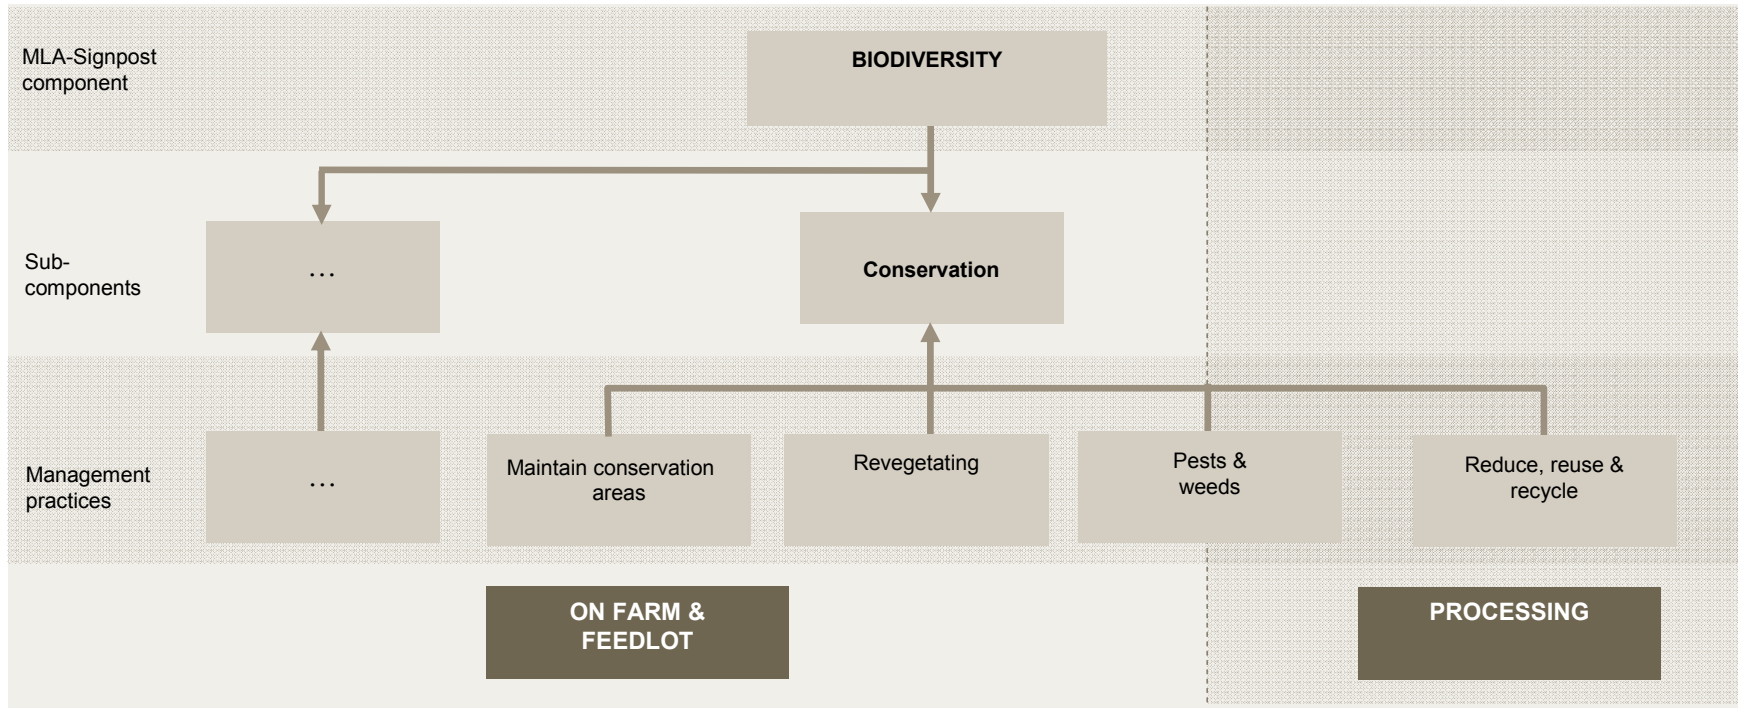 MLA-Signpost
component
BIODIVERSITY
Sub-
components
…
Conservation
Management
practices
…
Maintain conservation
areas
Revegetating
Pests &
weeds
Reduce, reuse &
recycle
ON FARM &
FEEDLOT
PROCESSING